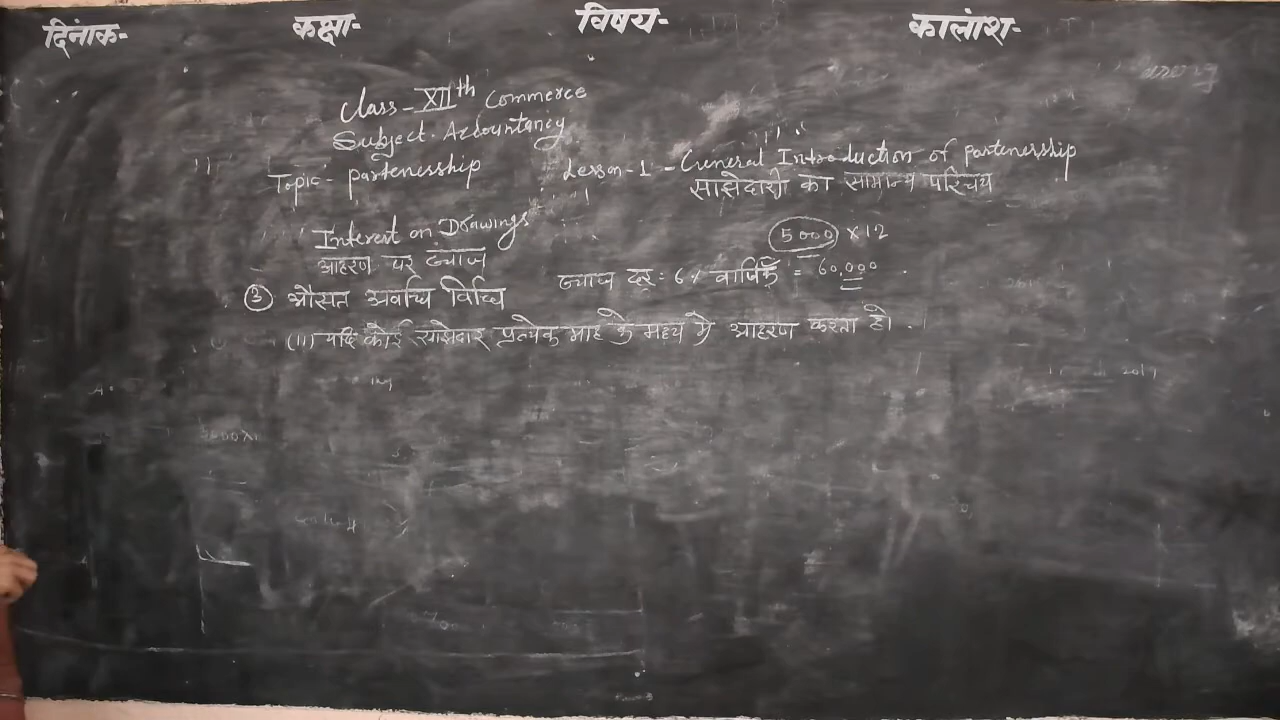 दिनांक- कक्षा- विषय- कालांश-
Class - XIIth Commerce
Subject. Accountancy
Topic - partenership Lesson-1 - General Introduction of partenership
साझेदारी का सामान्य परिचय
Interest on Drawings
आहरण पर ब्याज
5000 × 12
ब्याज दर = 6% वार्षिक = 60,000
③ औसत अवधि विधि
(ii) यदि कोई साझेदार प्रत्येक माह के मध्य मे आहरण करता हो।